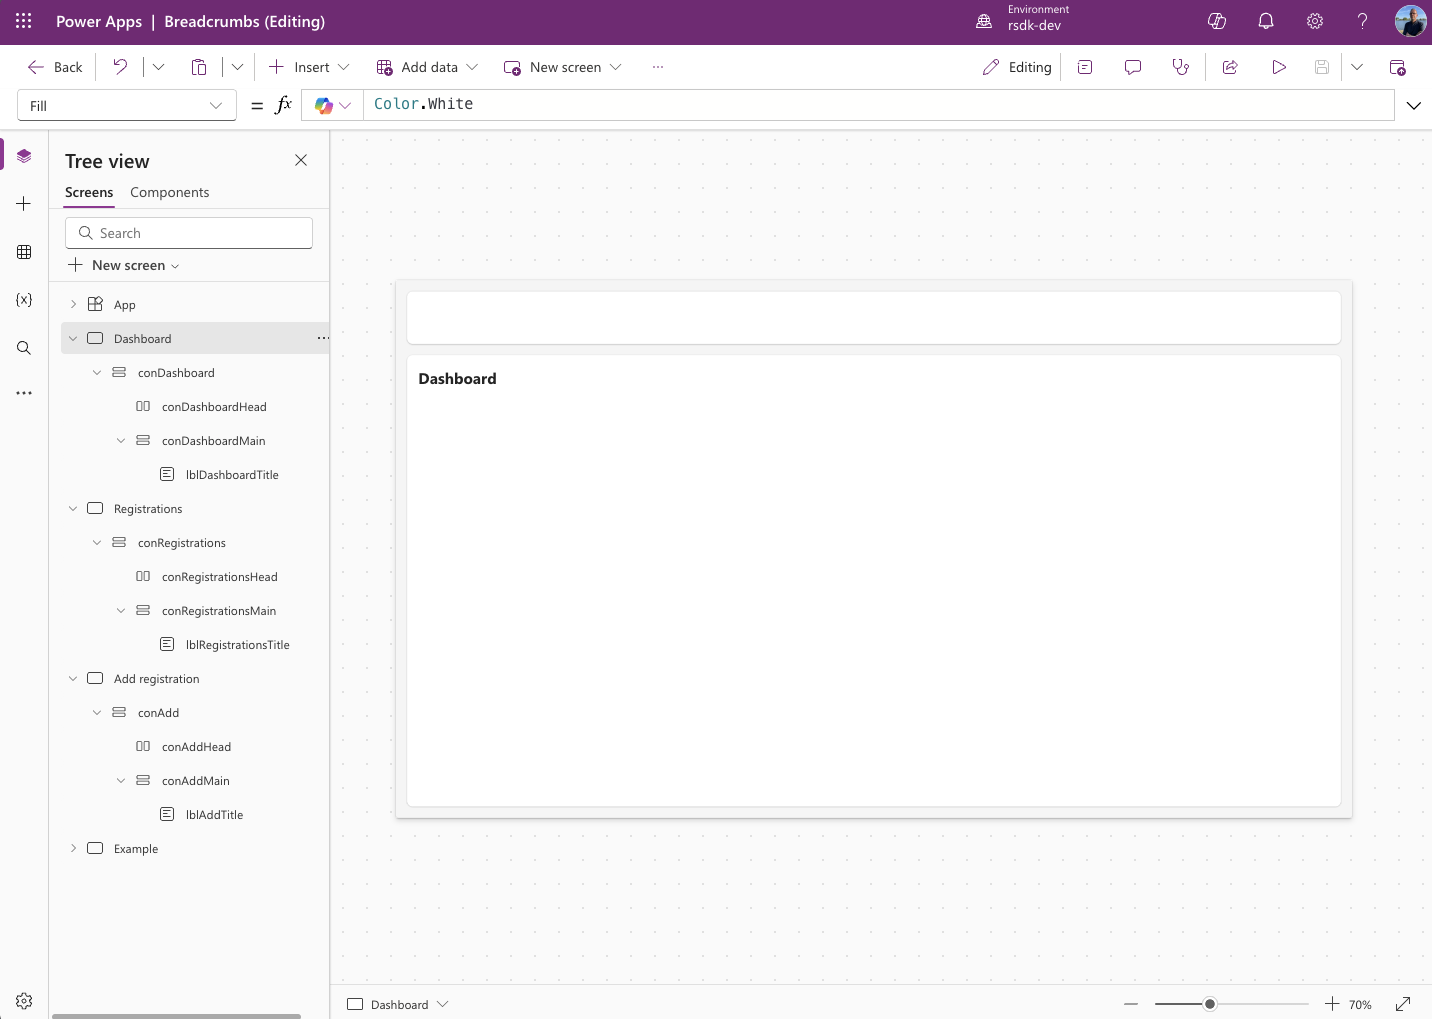 Power Apps | Breadcrumbs (Editing)
Environment
rsdk-dev
Back
Insert
Add data
New screen
Editing
Fill
= fx
Color.White
Tree view
Screens
Components
Search
New screen
App
Dashboard
conDashboard
conDashboardHead
conDashboardMain
lblDashboardTitle
Registrations
conRegistrations
conRegistrationsHead
conRegistrationsMain
lblRegistrationsTitle
Add registration
conAdd
conAddHead
conAddMain
lblAddTitle
Example
Dashboard
Dashboard
70%